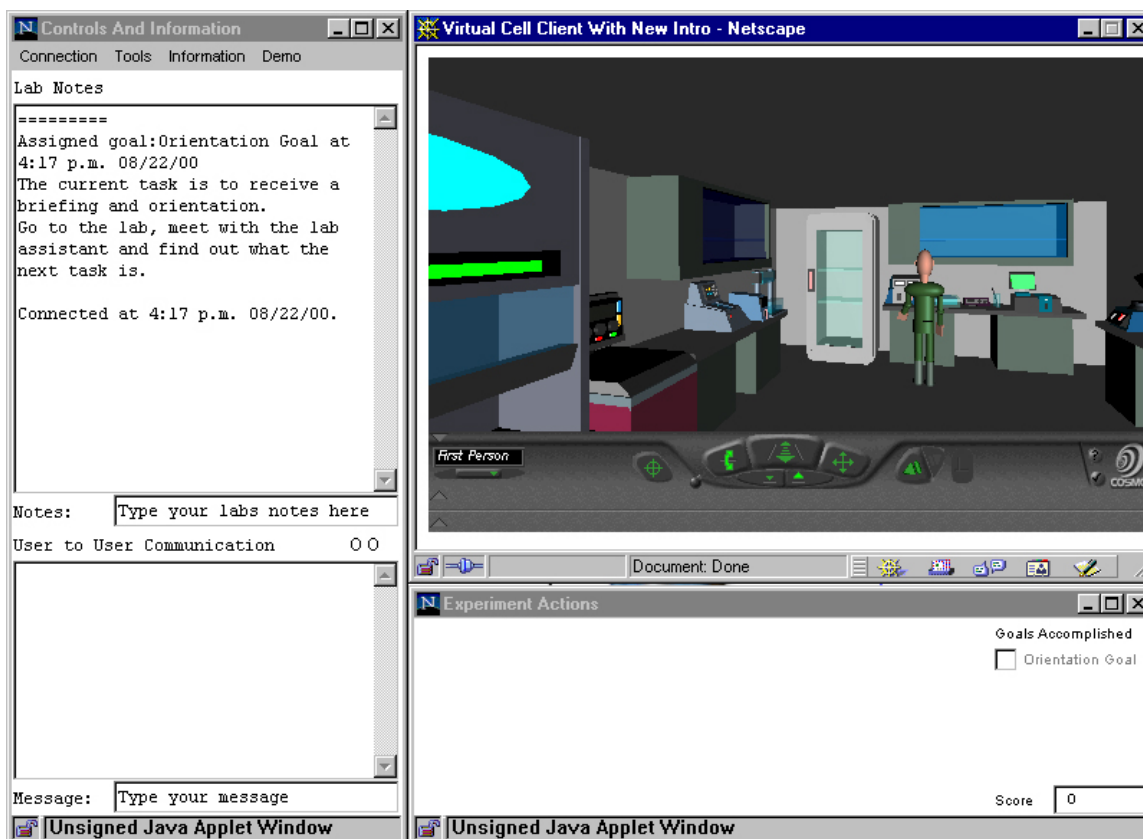 Controls And Information
Connection Tools Information Demo
Lab Notes
=========
Assigned goal:Orientation Goal at
4:17 p.m. 08/22/00
The current task is to receive a
briefing and orientation.
Go to the lab, meet with the lab
assistant and find out what the
next task is.
Connected at 4:17 p.m. 08/22/00.
Notes: Type your labs notes here
User to User Communication
Message: Type your message
Unsigned Java Applet Window
Virtual Cell Client With New Intro - Netscape
First Person
COSMO
Document: Done
Experiment Actions
Goals Accomplished
Orientation Goal
Score 0
Unsigned Java Applet Window